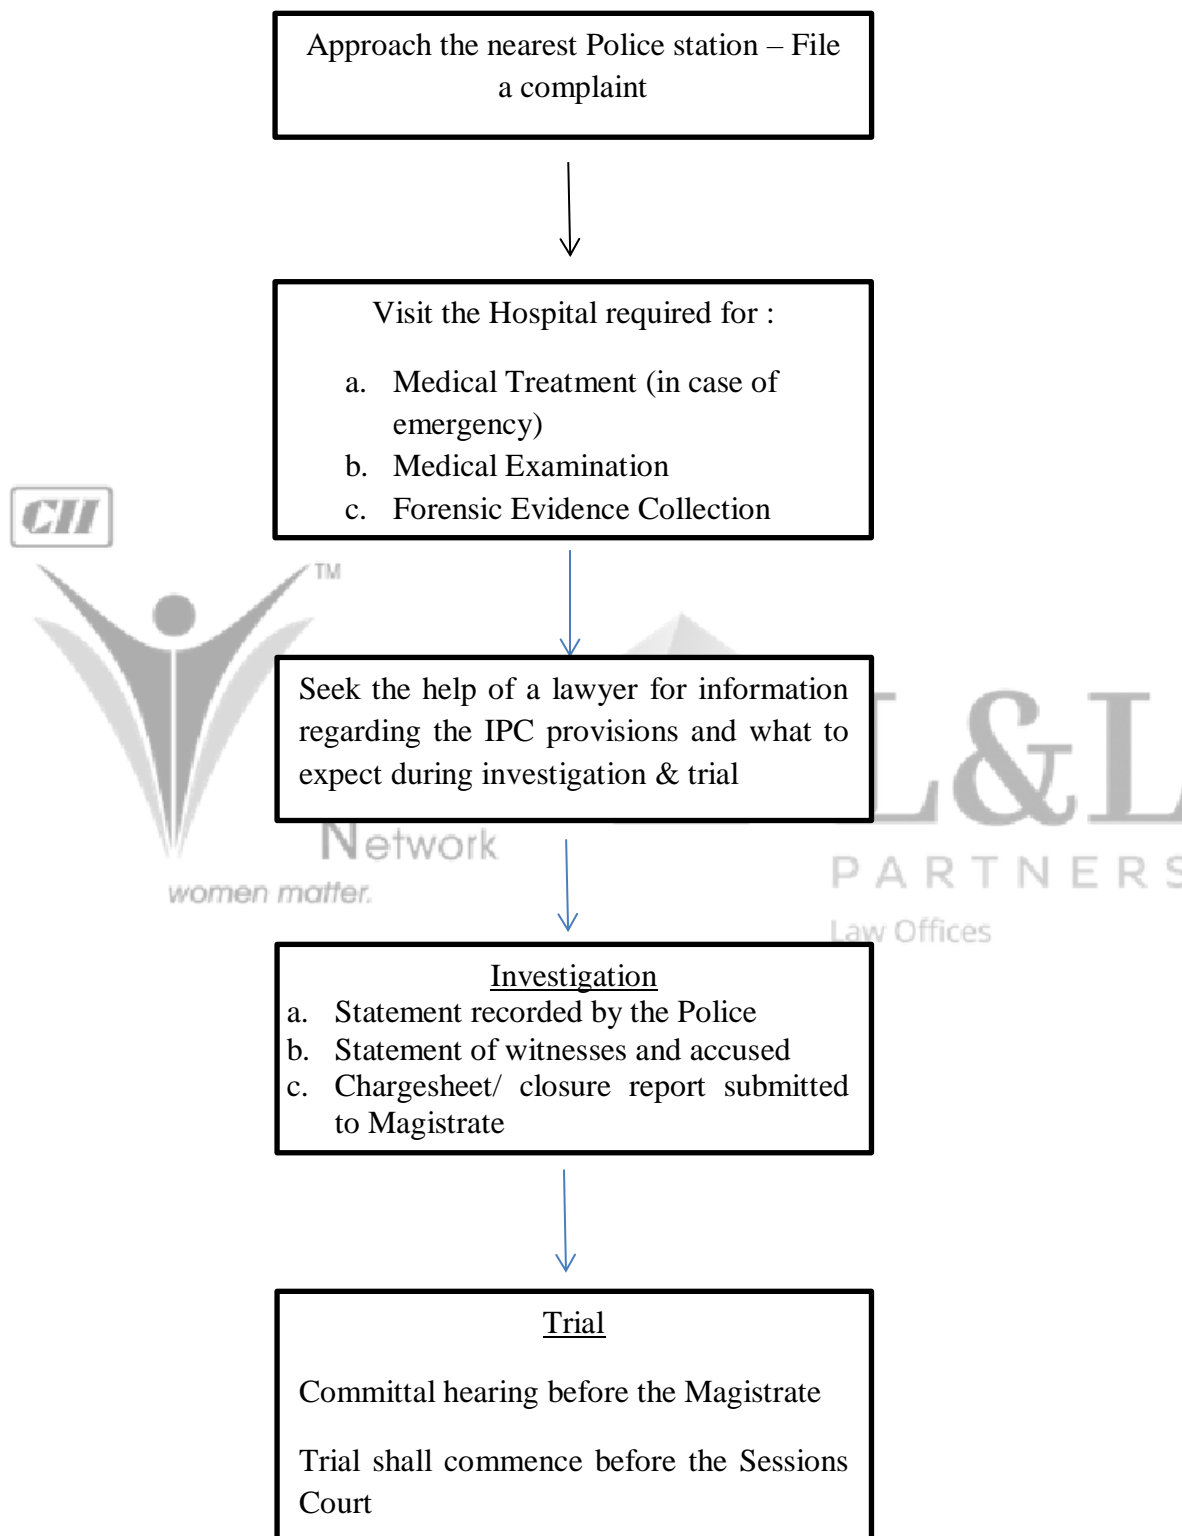 Approach the nearest Police station – File
a complaint
Visit the Hospital required for :
a. Medical Treatment (in case of
emergency)
b. Medical Examination
c. Forensic Evidence Collection
CII
TM
Seek the help of a lawyer for information
regarding the IPC provisions and what to
expect during investigation & trial
L&L
Network
PARTNERS
women matter.
Law Offices
Investigation
a. Statement recorded by the Police
b. Statement of witnesses and accused
c. Chargesheet/ closure report submitted
to Magistrate
Trial
Committal hearing before the Magistrate
Trial shall commence before the Sessions
Court